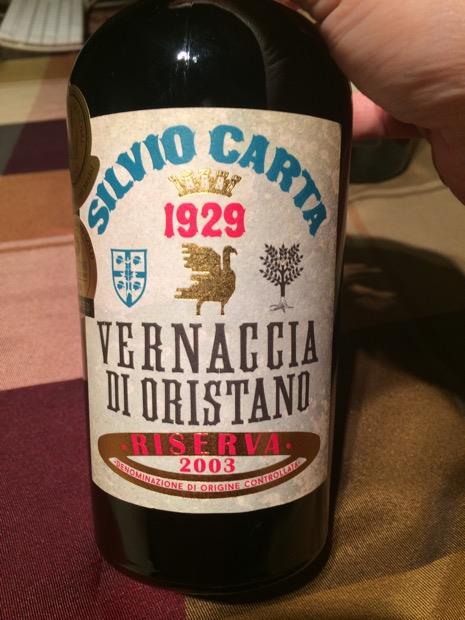 SILVIO CARTA
1929
VERNACCIA
DI ORISTANO
·RISERVA·
2003
"DENOMINAZIONE DI ORIGINE CONTROLLATA"